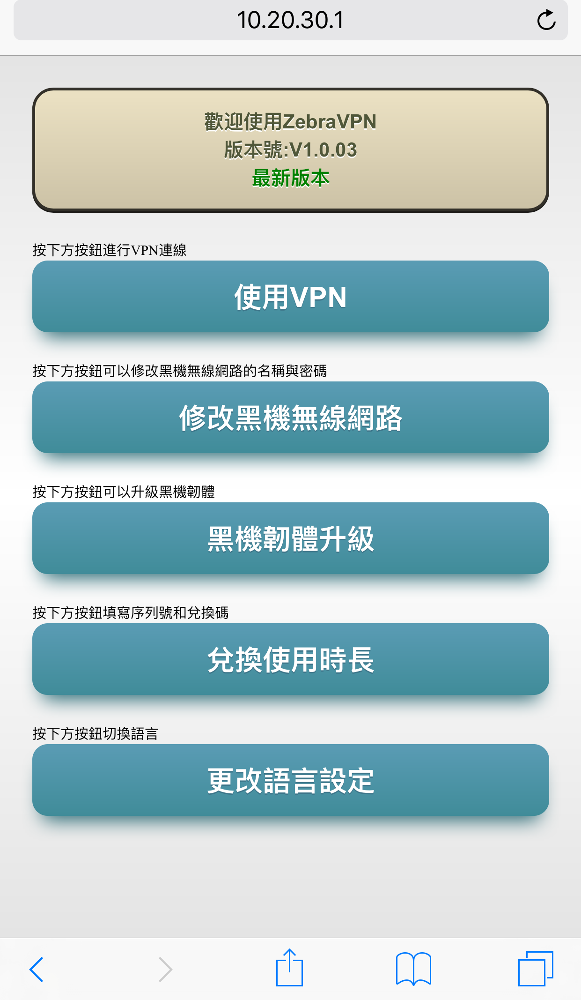 10.20.30.1
歡迎使用ZebraVPN
版本號:V1.0.03
最新版本
按下方按鈕進行VPN連線
使用VPN
按下方按鈕可以修改黑機無線網路的名稱與密碼
修改黑機無線網路
按下方按鈕可以升級黑機韌體
黑機韌體升級
按下方按鈕填寫序列號和兌換碼
兌換使用時長
按下方按鈕切換語言
更改語言設定